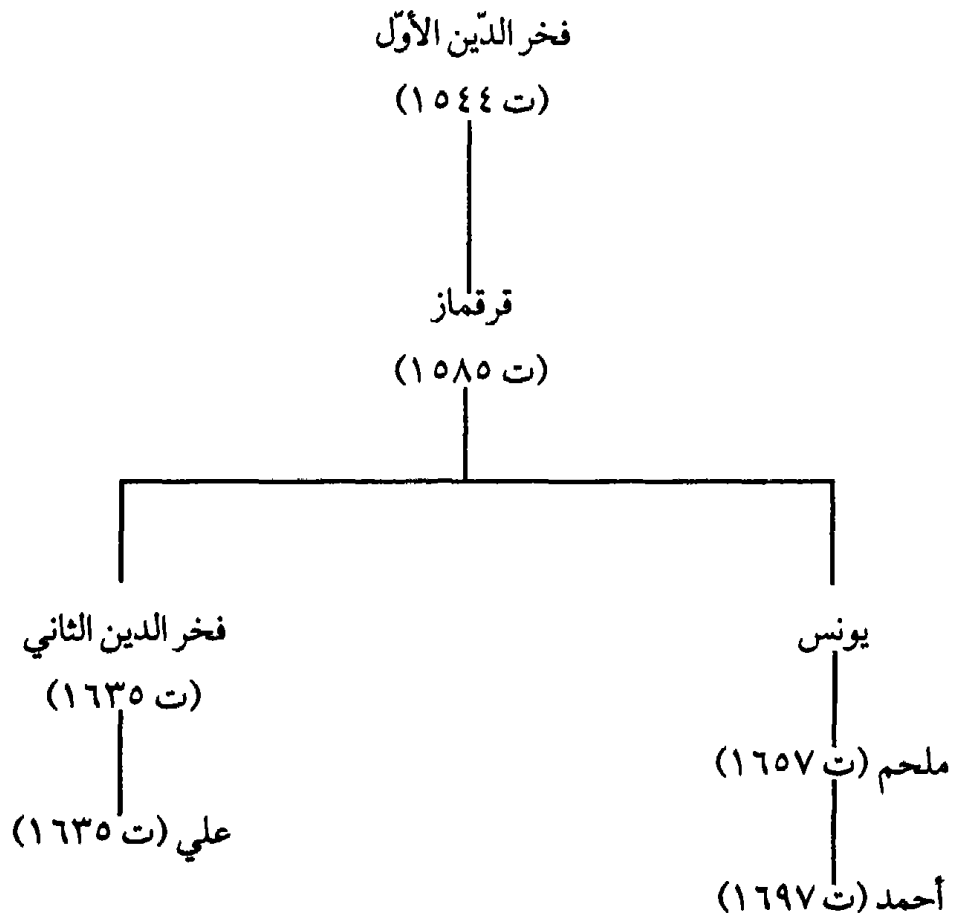 فخر الدّين الأوّل
(ت ١٥٤٤)
قرقماز
(ت ١٥٨٥)
يونس
فخر الدين الثاني
(ت ١٦٣٥)
ملحم (ت ١٦٥٧)
علي (ت ١٦٣٥)
أحمد (ت ١٦٩٧)